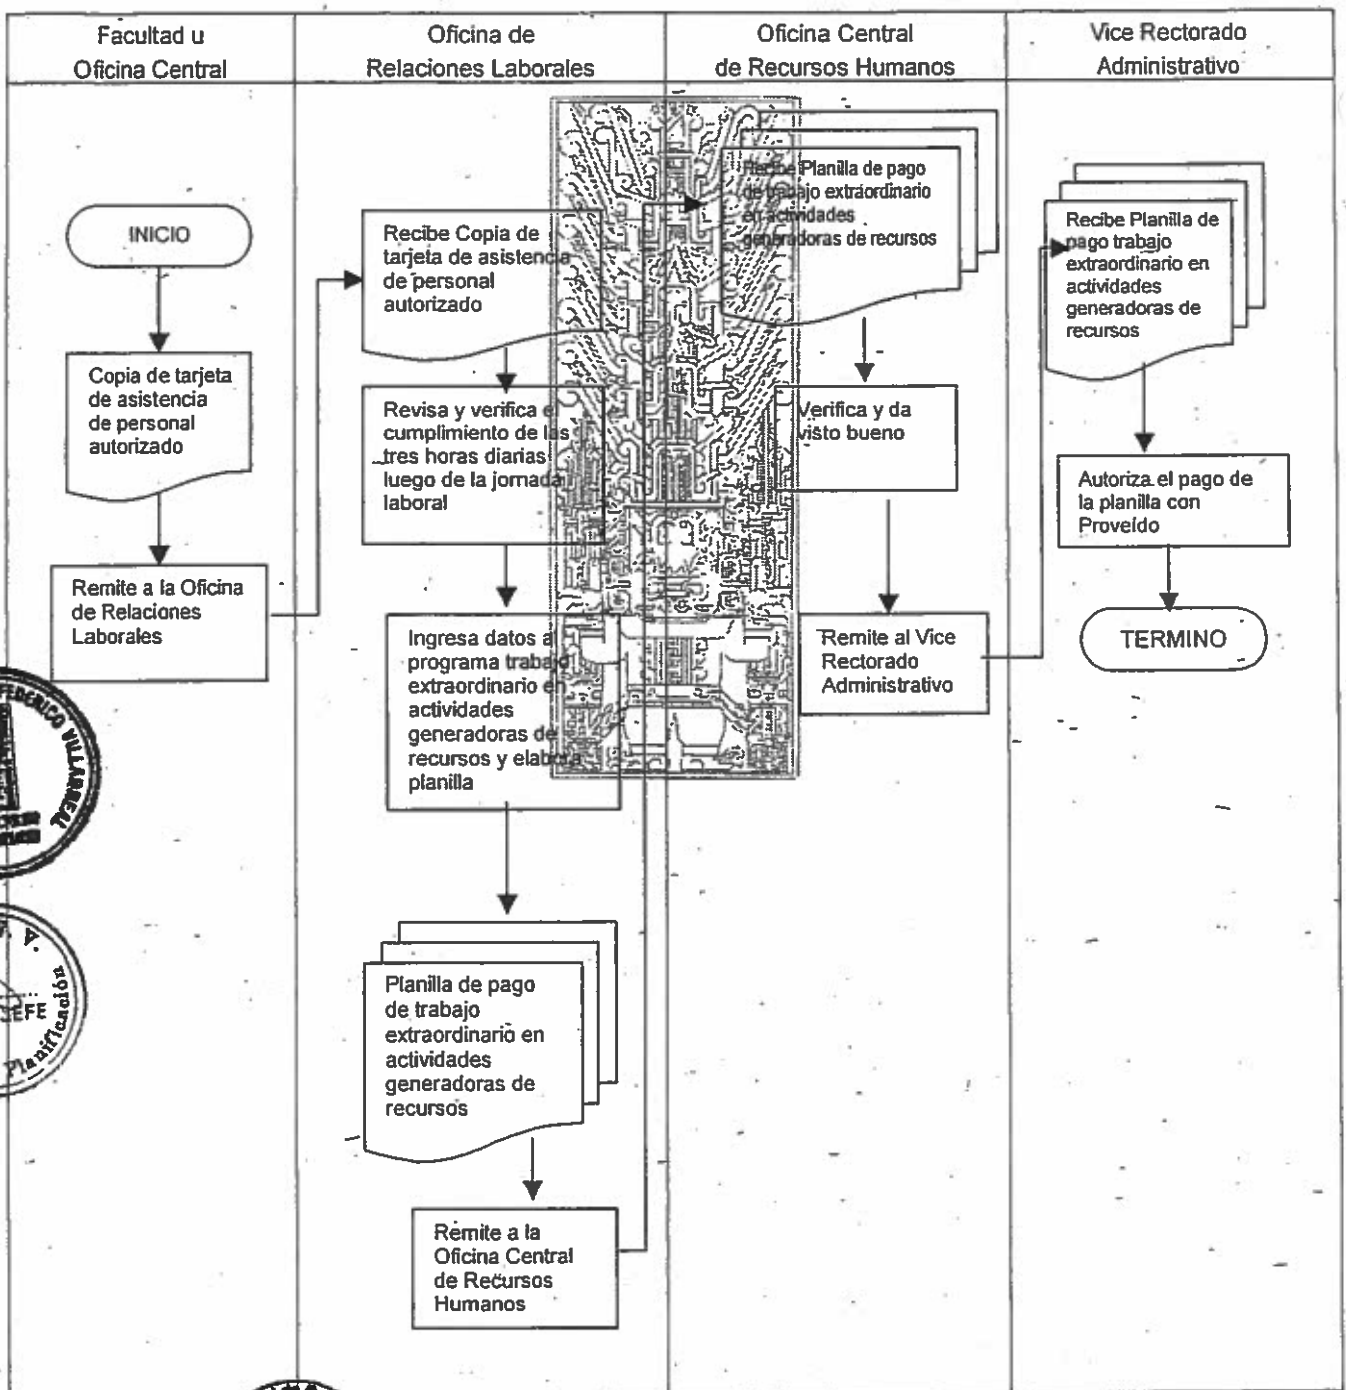 Facultad u
Oficina Central
Oficina de
Relaciones Laborales
Oficina Central
de Recursos Humanos
Vice Rectorado
Administrativo
INICIO
Copia de tarjeta
de asistencia
de personal
autorizado
Remite a la Oficina
de Relaciones
Laborales
Recibe Copia de
tarjeta de asistencia
de personal
autorizado
Revisa y verifica el
cumplimiento de las
tres horas diarias
luego de la jornada
laboral
Ingresa datos a
programa trabajo
extraordinario en
actividades
generadoras de
recursos y elabora
planilla
Planilla de pago
de trabajo
extraordinario en
actividades
generadoras de
recursos
Remite a la
Oficina Central
de Recursos
Humanos
Recibe Planilla de pago
de trabajo extraordinario
en actividades
generadoras de recursos
Verifica y da
visto bueno
Remite al Vice
Rectorado
Administrativo
Recibe Planilla de
pago trabajo
extraordinario en
actividades
generadoras de
recursos
Autoriza el pago de
la planilla con
Proveído
TERMINO
FEDERICO VILLARREAL
Planificación